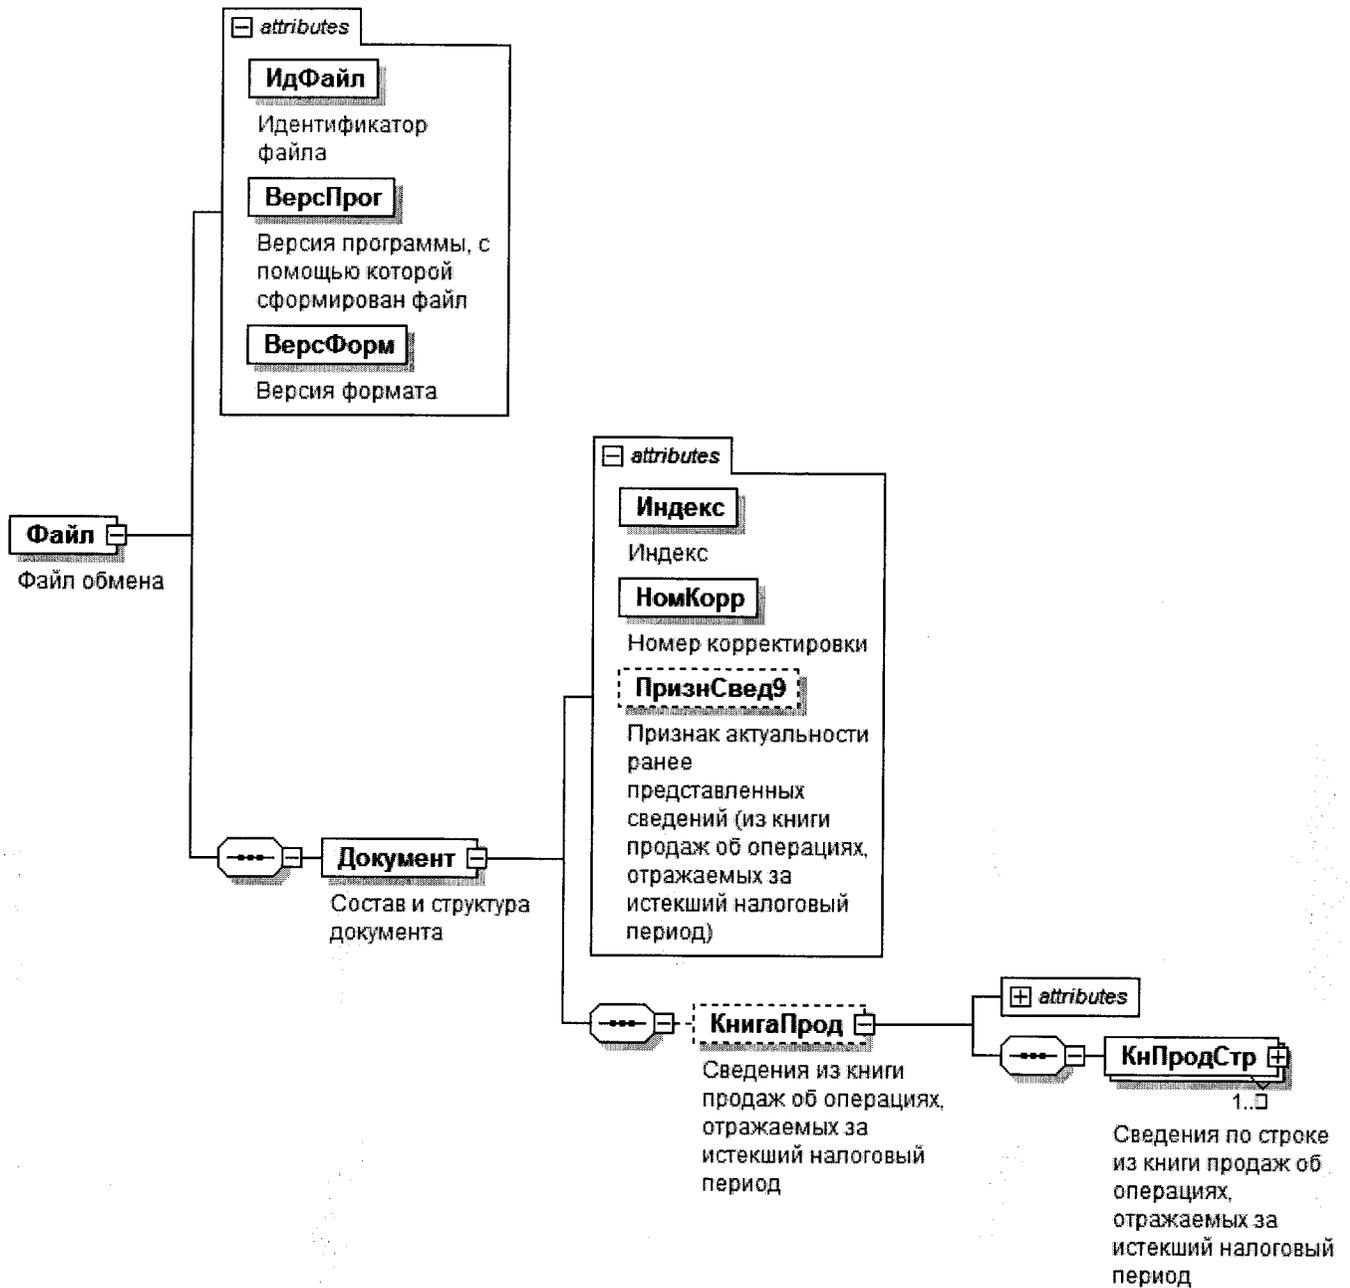 attributes
ИдФайл
Идентификатор
файла
ВерсПрог
Версия программы, с
помощью которой
сформирован файл
ВерсФорм
Версия формата
Файл
Файл обмена
Документ
Состав и структура
документа
attributes
Индекс
Индекс
НомКорр
Номер корректировки
ПризнСвед9
Признак актуальности
ранее
представленных
сведений (из книги
продаж об операциях,
отражаемых за
истекший налоговый
период)
КнигаПрод
Сведения из книги
продаж об операциях,
отражаемых за
истекший налоговый
период
attributes
КнПродСтр
1..□
Сведения по строке
из книги продаж об
операциях,
отражаемых за
истекший налоговый
период